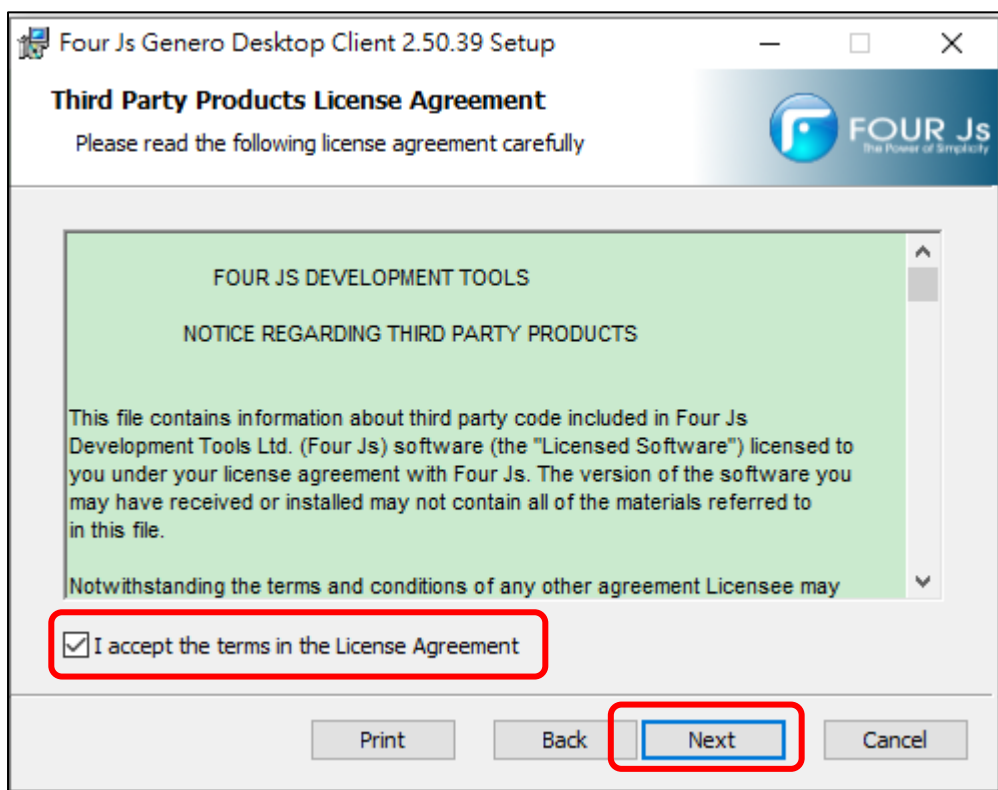 Four Js Genero Desktop Client 2.50.39 Setup
Third Party Products License Agreement
Please read the following license agreement carefully
FOUR Js
The Power of Simplicity
FOUR JS DEVELOPMENT TOOLS
NOTICE REGARDING THIRD PARTY PRODUCTS
This file contains information about third party code included in Four Js
Development Tools Ltd. (Four Js) software (the "Licensed Software") licensed to
you under your license agreement with Four Js. The version of the software you
may have received or installed may not contain all of the materials referred to
in this file.
Notwithstanding the terms and conditions of any other agreement Licensee may
I accept the terms in the License Agreement
Print
Back
Next
Cancel